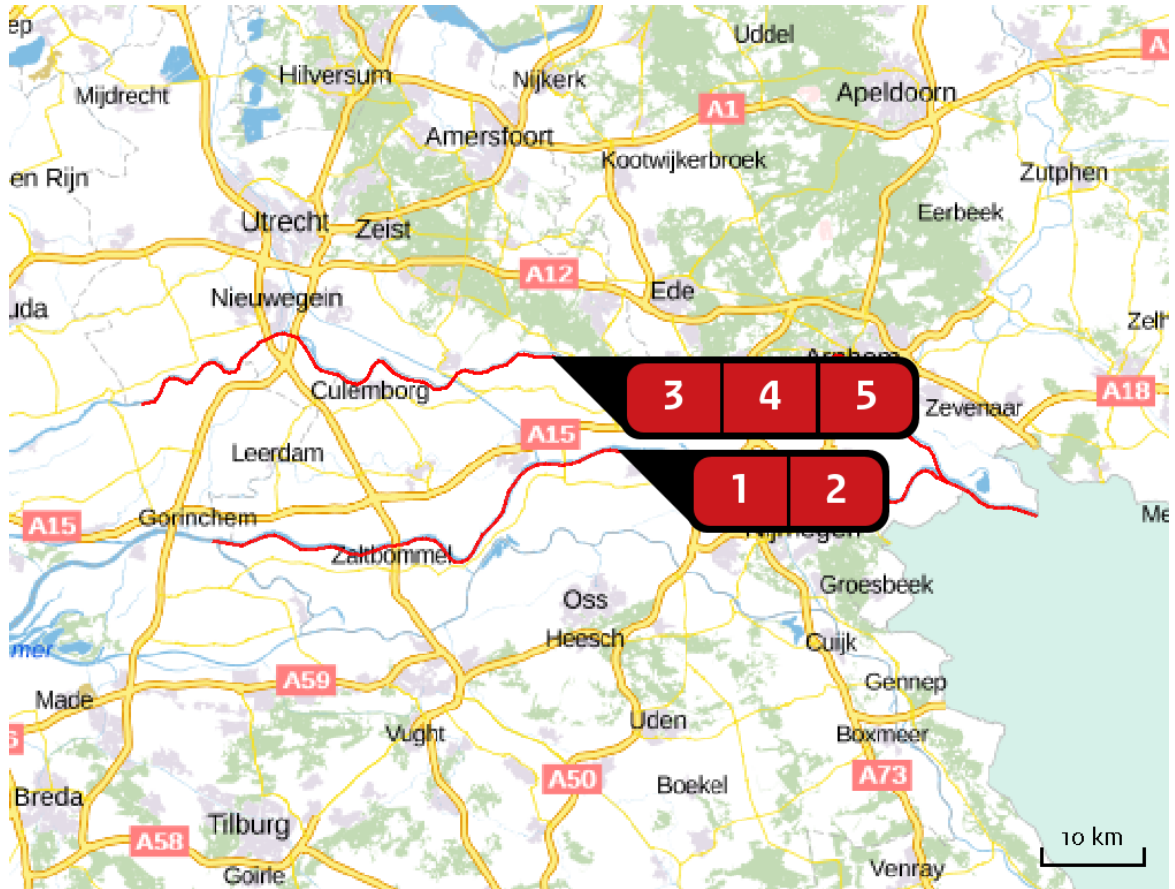 ep
Uddel
Hilversum
Nijkerk
Mijdrecht
Apeldoorn
A1
Amersfoort
Kootwijkerbroek
en Rijn
Zutphen
Utrecht
Zeist
Eerbeek
A12
Nieuwegein
Ede
uda
Zelh
Arnhem
Culemborg
3 4 5
A18
Zevenaar
A15
Leerdam
1 2
A15
Gorinchem
Me
Nijmegen
Zaltbommel
Groesbeek
Oss
Heesch
Cuijk
mer
A59
Gennep
Made
Uden
Vught
Boxmeer
A50
A73
Boekel
Breda
Tilburg
A58
10 km
Goirle
Venray